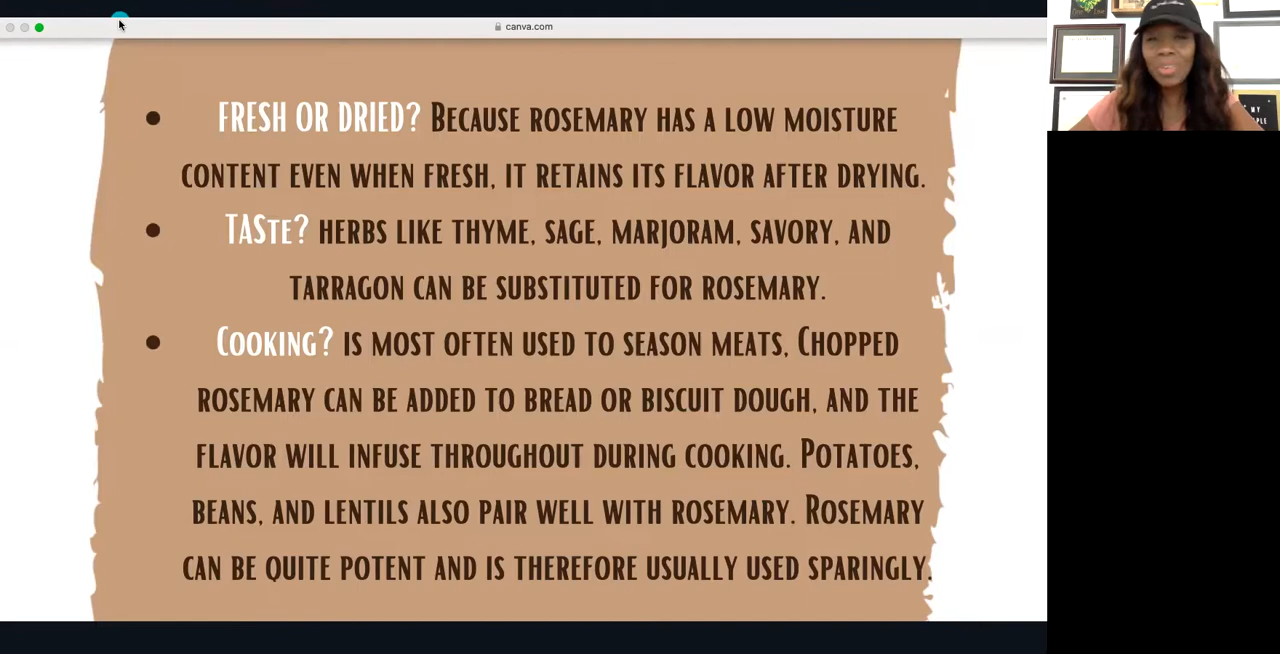 canva.com
• FRESH OR DRIED? BECAUSE ROSEMARY HAS A LOW MOISTURE
CONTENT EVEN WHEN FRESH, IT RETAINS ITS FLAVOR AFTER DRYING.
• TASTE? HERBS LIKE THYME, SAGE, MARJORAM, SAVORY, AND
TARRAGON CAN BE SUBSTITUTED FOR ROSEMARY.
• COOKING? IS MOST OFTEN USED TO SEASON MEATS, CHOPPED
ROSEMARY CAN BE ADDED TO BREAD OR BISCUIT DOUGH, AND THE
FLAVOR WILL INFUSE THROUGHOUT DURING COOKING. POTATOES,
BEANS, AND LENTILS ALSO PAIR WELL WITH ROSEMARY. ROSEMARY
CAN BE QUITE POTENT AND IS THEREFORE USUALLY USED SPARINGLY.
MY